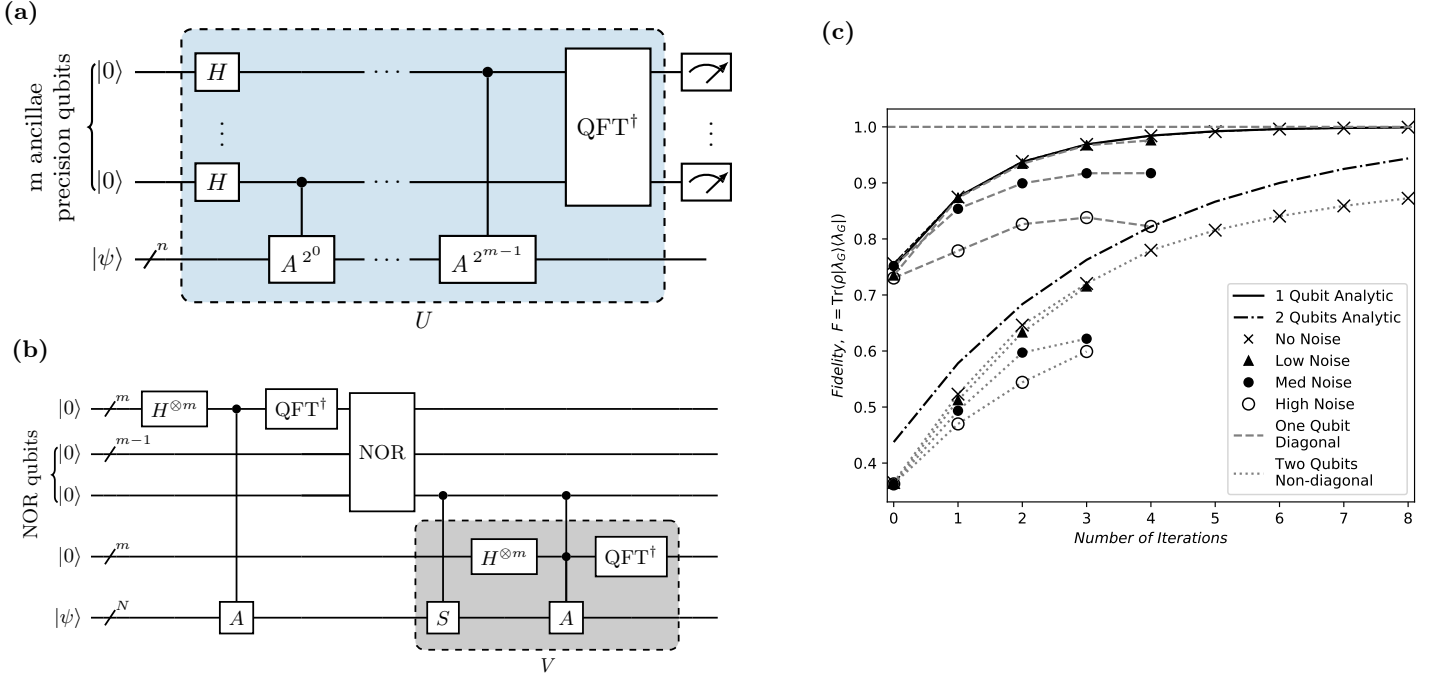 (a)
m ancillae
precision qubits
|0⟩
H
· · ·
QFT†
⋮
⋮
|0⟩
H
· · ·
|ψ⟩
n
A^{2^0}
· · ·
A^{2^{m−1}}
U
(b)
|0⟩
m
H^{⊗m}
QFT†
NOR qubits
|0⟩
m−1
NOR
|0⟩
|0⟩
m
H^{⊗m}
QFT†
|ψ⟩
N
A
S
A
V
(c)
1.0
0.9
0.8
0.7
0.6
0.5
0.4
Fidelity, F = Tr(ρ|λ_G⟩⟨λ_G|)
1 Qubit Analytic
2 Qubits Analytic
No Noise
Low Noise
Med Noise
High Noise
One Qubit
Diagonal
Two Qubits
Non-diagonal
0 1 2 3 4 5 6 7 8
Number of Iterations